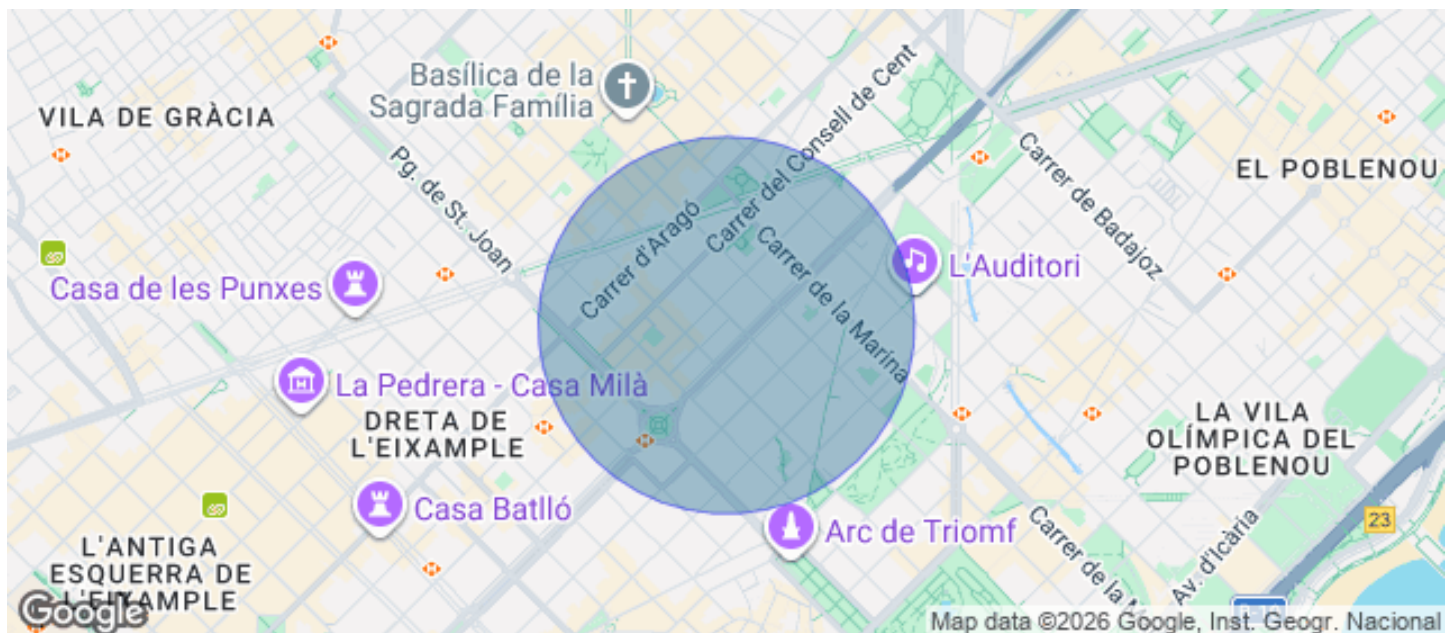 Basílica de la
Sagrada Família
VILA DE GRÀCIA
Pg. de St. Joan
Carrer del Consell de Cent
Carrer de Badajoz
EL POBLENOU
Carrer d'Aragó
Carrer de la Marina
L'Auditori
Casa de les Punxes
La Pedrera - Casa Milà
DRETA DE
L'EIXAMPLE
LA VILA
OLÍMPICA DEL
POBLENOU
Casa Batlló
Arc de Triomf
23
L'ANTIGA
ESQUERRA DE
L'EIXAMPLE
Carrer de la M
Av. d'Icària
Google
Map data ©2026 Google, Inst. Geogr. Nacional